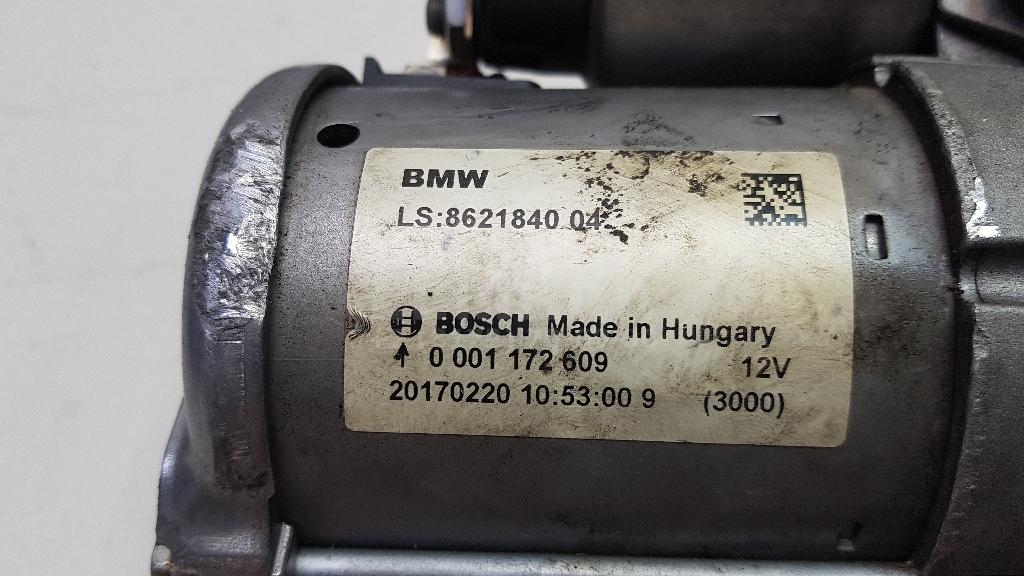 BMW
LS:8621840 04
BOSCH Made in Hungary
0 001 172 609 12V
20170220 10:53:00 9 (3000)